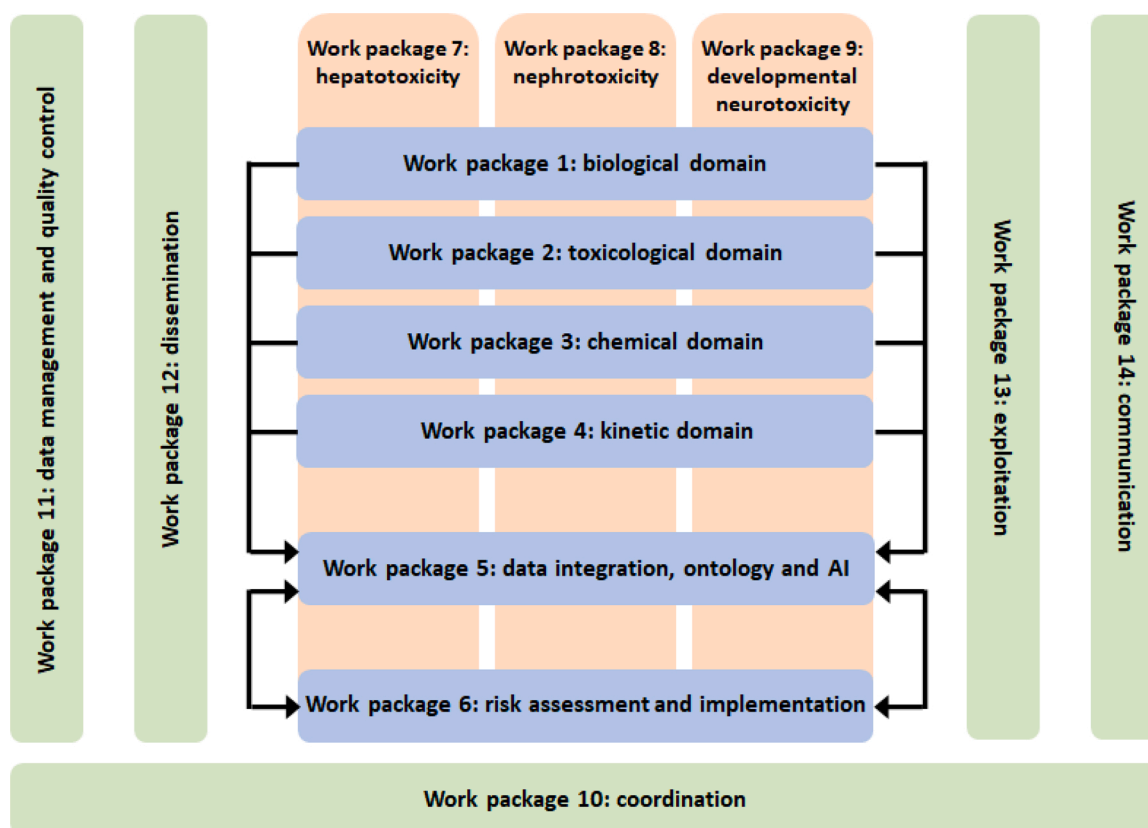 Work package 11: data management and quality control
Work package 12: dissemination
Work package 7:
hepatotoxicity
Work package 8:
nephrotoxicity
Work package 9:
developmental
neurotoxicity
Work package 1: biological domain
Work package 2: toxicological domain
Work package 3: chemical domain
Work package 4: kinetic domain
Work package 5: data integration, ontology and AI
Work package 6: risk assessment and implementation
Work package 13: exploitation
Work package 14: communication
Work package 10: coordination